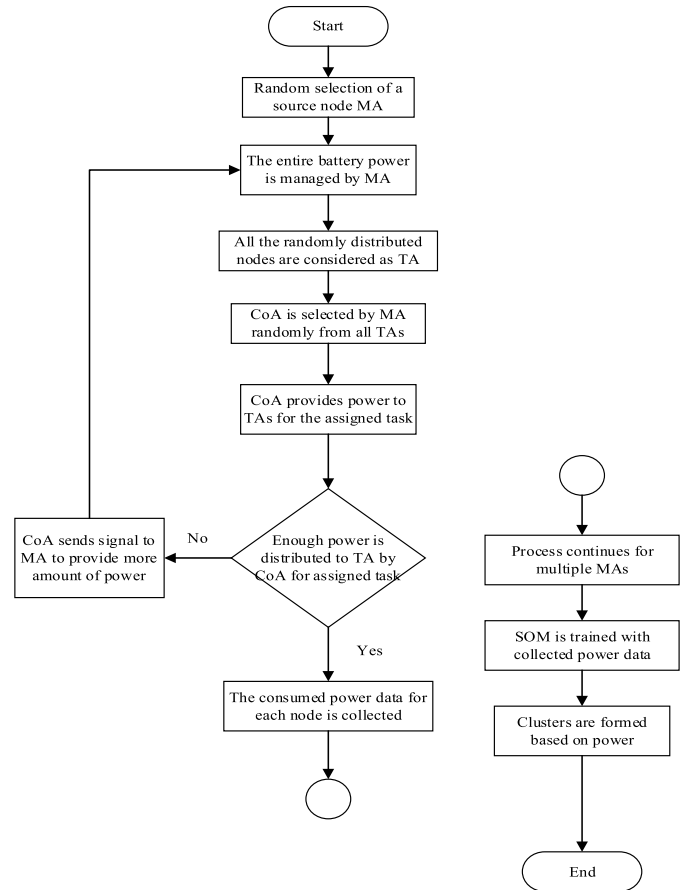 Start
Random selection of a
source node MA
The entire battery power
is managed by MA
All the randomly distributed
nodes are considered as TA
CoA is selected by MA
randomly from all TAs
CoA provides power to
TAs for the assigned task
Enough power is
distributed to TA by
CoA for assigned task
No
CoA sends signal to
MA to provide more
amount of power
Yes
The consumed power data for
each node is collected
Process continues for
multiple MAs
SOM is trained with
collected power data
Clusters are formed
based on power
End